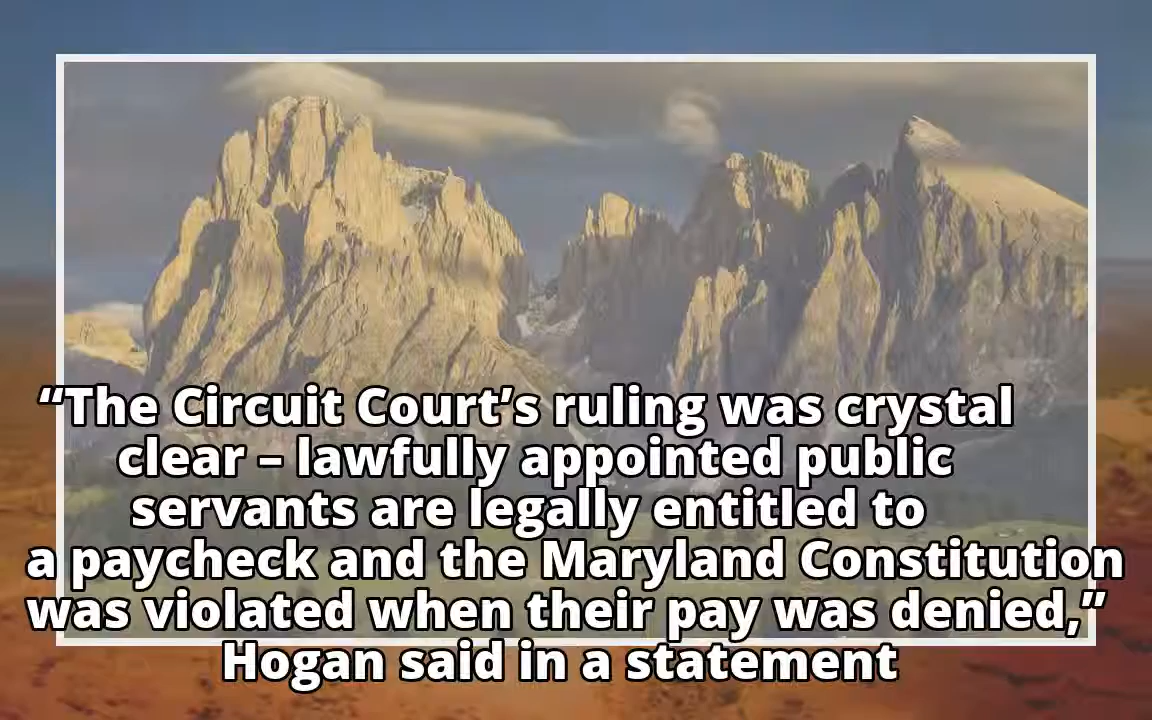 “The Circuit Court’s ruling was crystal
clear – lawfully appointed public
servants are legally entitled to
a paycheck and the Maryland Constitution
was violated when their pay was denied,”
Hogan said in a statement